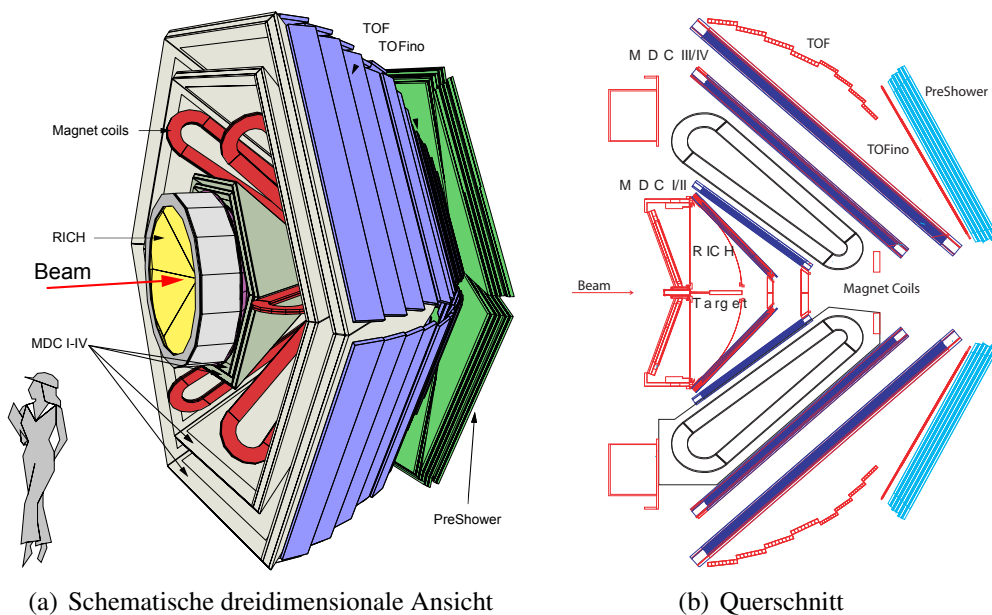 TOF
TOFino
Magnet coils
RICH
Beam
MDC I-IV
PreShower
(a) Schematische dreidimensionale Ansicht
TOF
M D C III/IV
PreShower
TOFino
M D C I/II
R IC H
Beam
Target
Magnet Coils
(b) Querschnitt